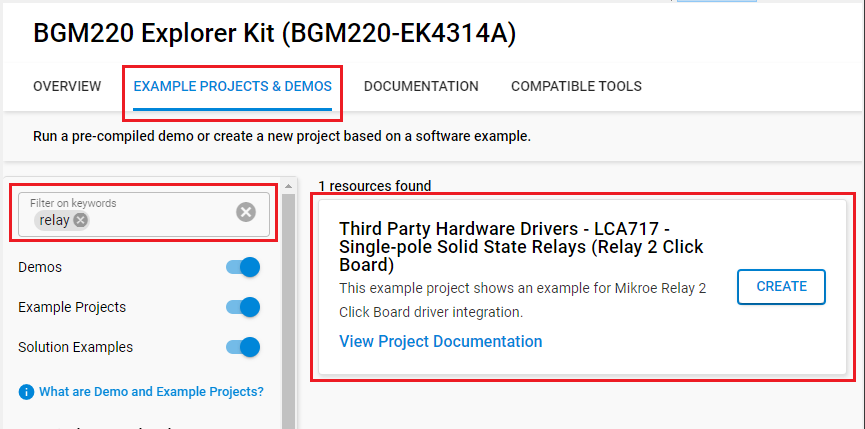 BGM220 Explorer Kit (BGM220-EK4314A)
OVERVIEW
EXAMPLE PROJECTS & DEMOS
DOCUMENTATION
COMPATIBLE TOOLS
Run a pre-compiled demo or create a new project based on a software example.
Filter on keywords
relay
Demos
Example Projects
Solution Examples
What are Demo and Example Projects?
1 resources found
Third Party Hardware Drivers - LCA717 -
Single-pole Solid State Relays (Relay 2 Click
Board)
This example project shows an example for Mikroe Relay 2
Click Board driver integration.
View Project Documentation
CREATE